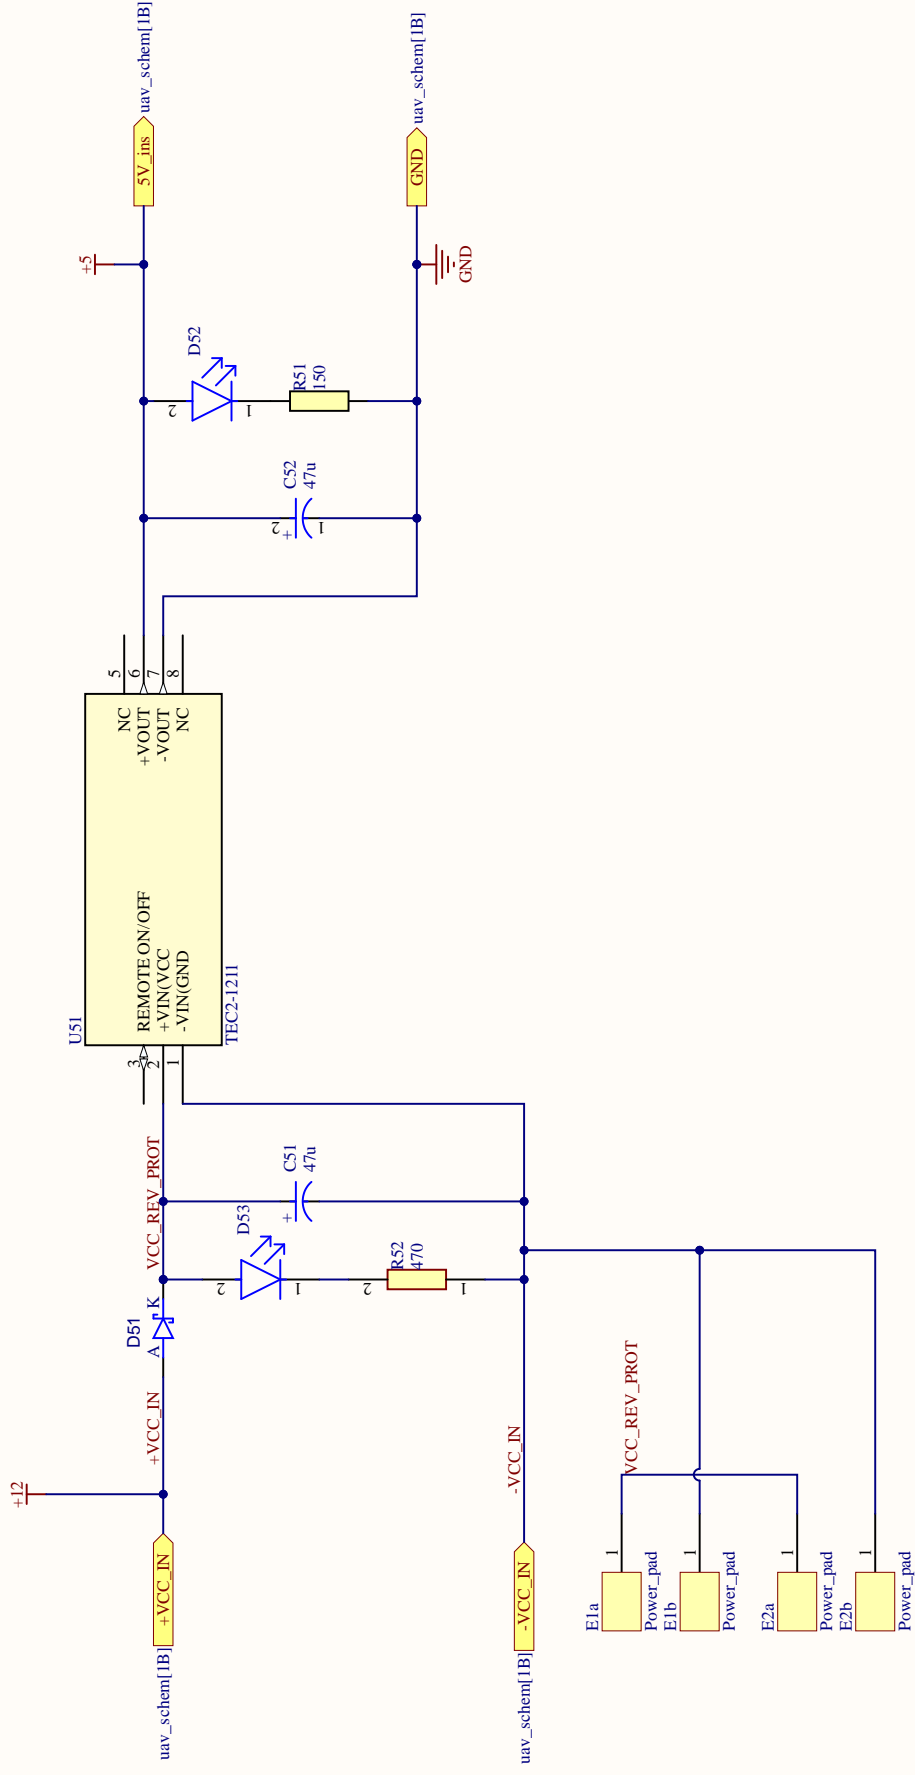 uav_schem[1B]
+VCC_IN
+12
+VCC_IN
D51
A
K
VCC_REV_PROT
2
D53
1
2
R52
470
1
+
C51
47u
uav_schem[1B]
-VCC_IN
-VCC_IN
U51
3
2
1
REMOTE ON/OFF
+VIN(VCC
-VIN(GND
TEC2-1211
NC
+VOUT
-VOUT
NC
5
6
7
8
2
+
1
C52
47u
2
D52
1
R51
150
+5
5V_ins
uav_schem[1B]
GND
GND
uav_schem[1B]
VCC_REV_PROT
E1a
1
Power_pad
E1b
1
Power_pad
E2a
1
Power_pad
E2b
1
Power_pad